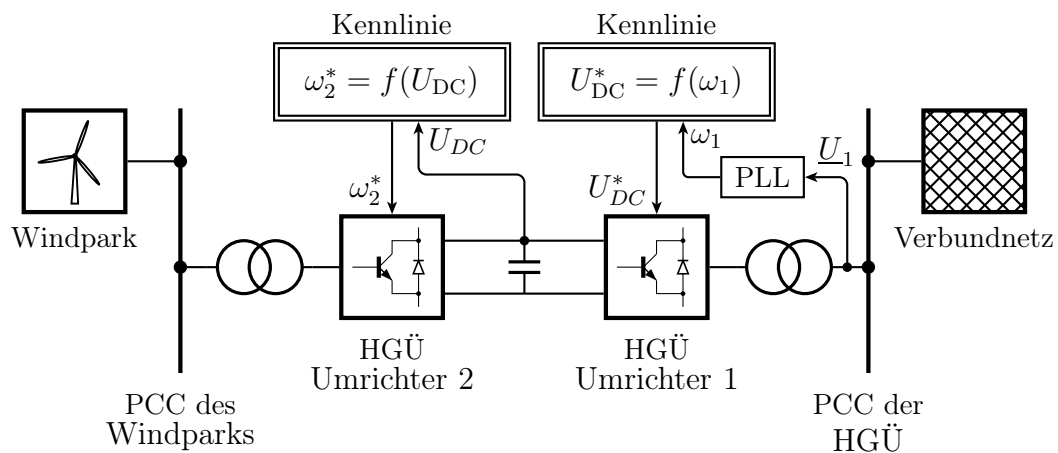 Kennlinie
Kennlinie
ω₂* = f(U_DC)
U*_DC = f(ω₁)
U_DC
ω₁
U̲₁
PLL
ω₂*
U*_DC
Windpark
Verbundnetz
HGÜ
Umrichter 2
HGÜ
Umrichter 1
PCC des
Windparks
PCC der
HGÜ